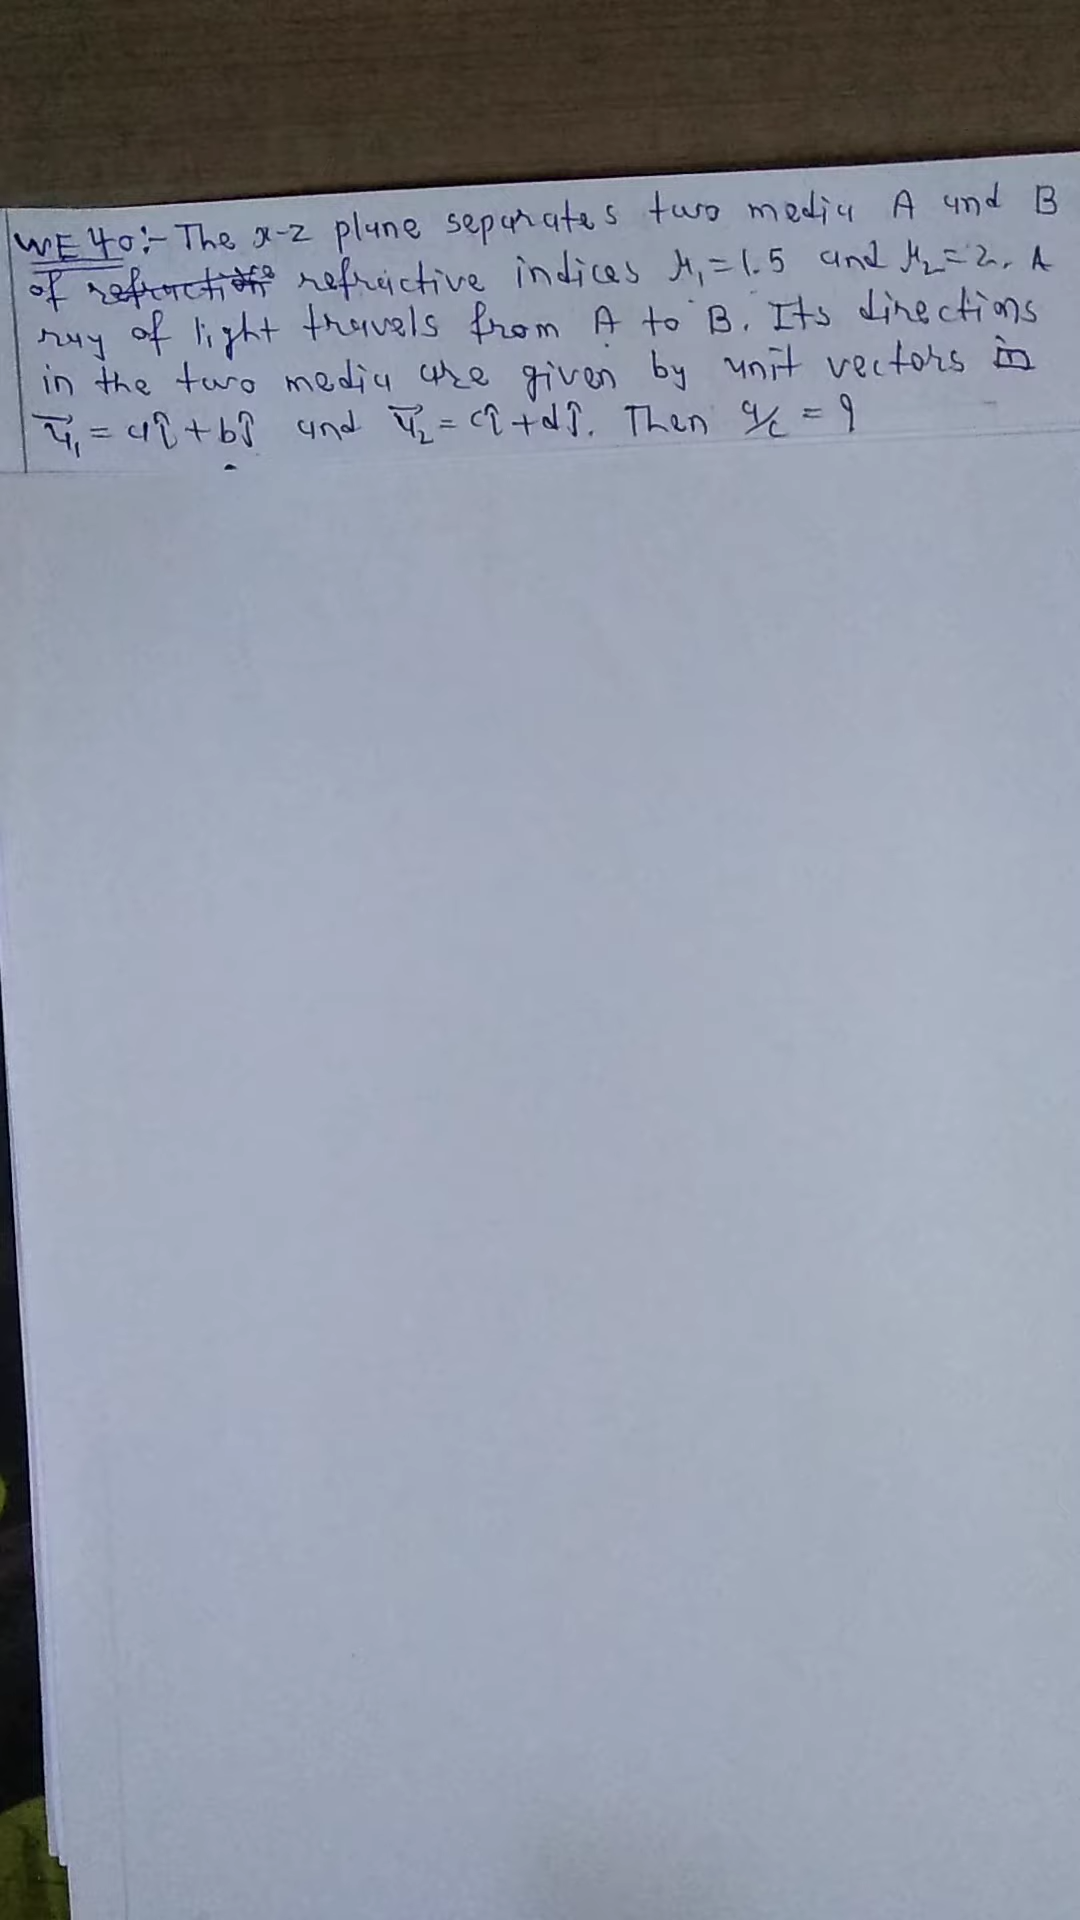 WE 40:- The x-z plane separates two media A and B
of refractive refractive indices μ₁ = 1.5 and μ₂ = 2. A
ray of light travels from A to B. Its directions
in the two media are given by unit vectors in
u⃗₁ = aî + bĵ and u⃗₂ = cî + dĵ. Then a/c = ?